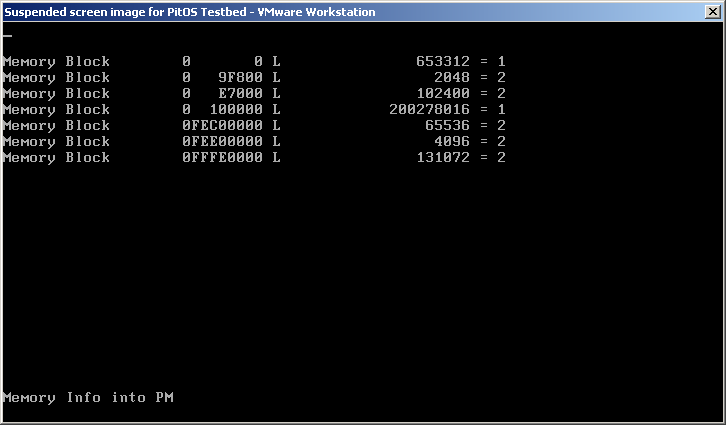 Suspended screen image for PitOS Testbed - VMware Workstation
Memory Block 0 0 L 653312 = 1
Memory Block 0 9F800 L 2048 = 2
Memory Block 0 E7000 L 102400 = 2
Memory Block 0 100000 L 200278016 = 1
Memory Block 0FEC00000 L 65536 = 2
Memory Block 0FEE00000 L 4096 = 2
Memory Block 0FFFE0000 L 131072 = 2
Memory Info into PM